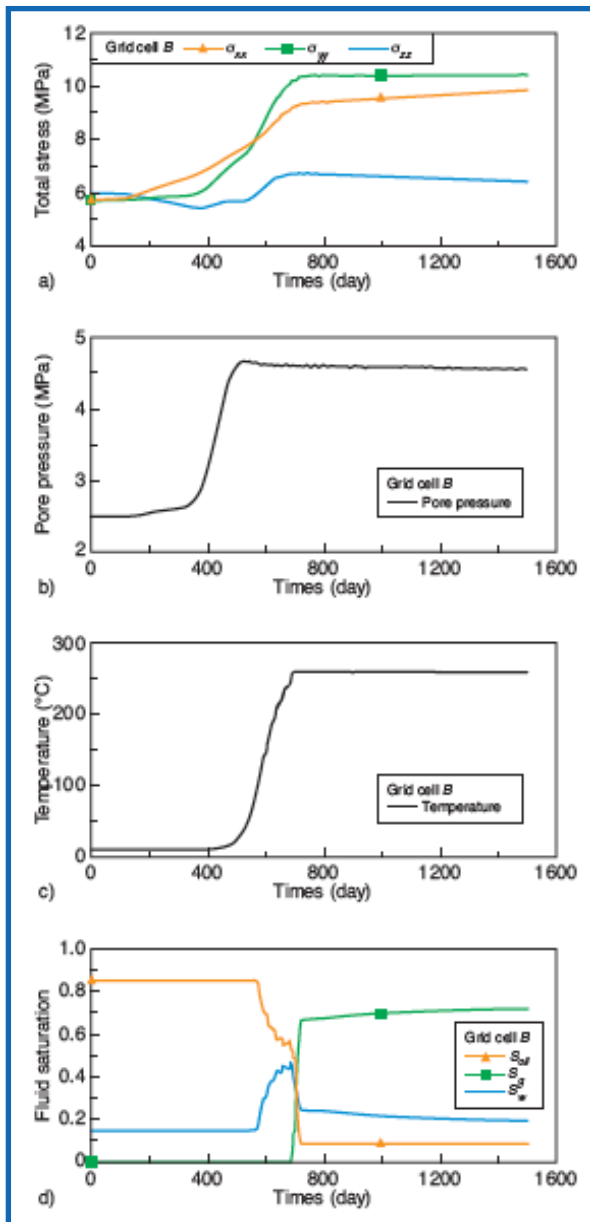 12
Grid cell B σxx σyy σzz
10
8
6
4
Total stress (MPa)
0 400 800 1200 1600
a) Times (day)
5
4
3
2
Pore pressure (MPa)
Grid cell B
Pore pressure
0 400 800 1200 1600
b) Times (day)
300
200
100
0
Temperature (°C)
Grid cell B
Temperature
0 400 800 1200 1600
c) Times (day)
1.0
0.8
0.6
0.4
0.2
0
Fluid saturation
Grid cell B
Soil
Sg
Sw
0 400 800 1200 1600
d) Times (day)